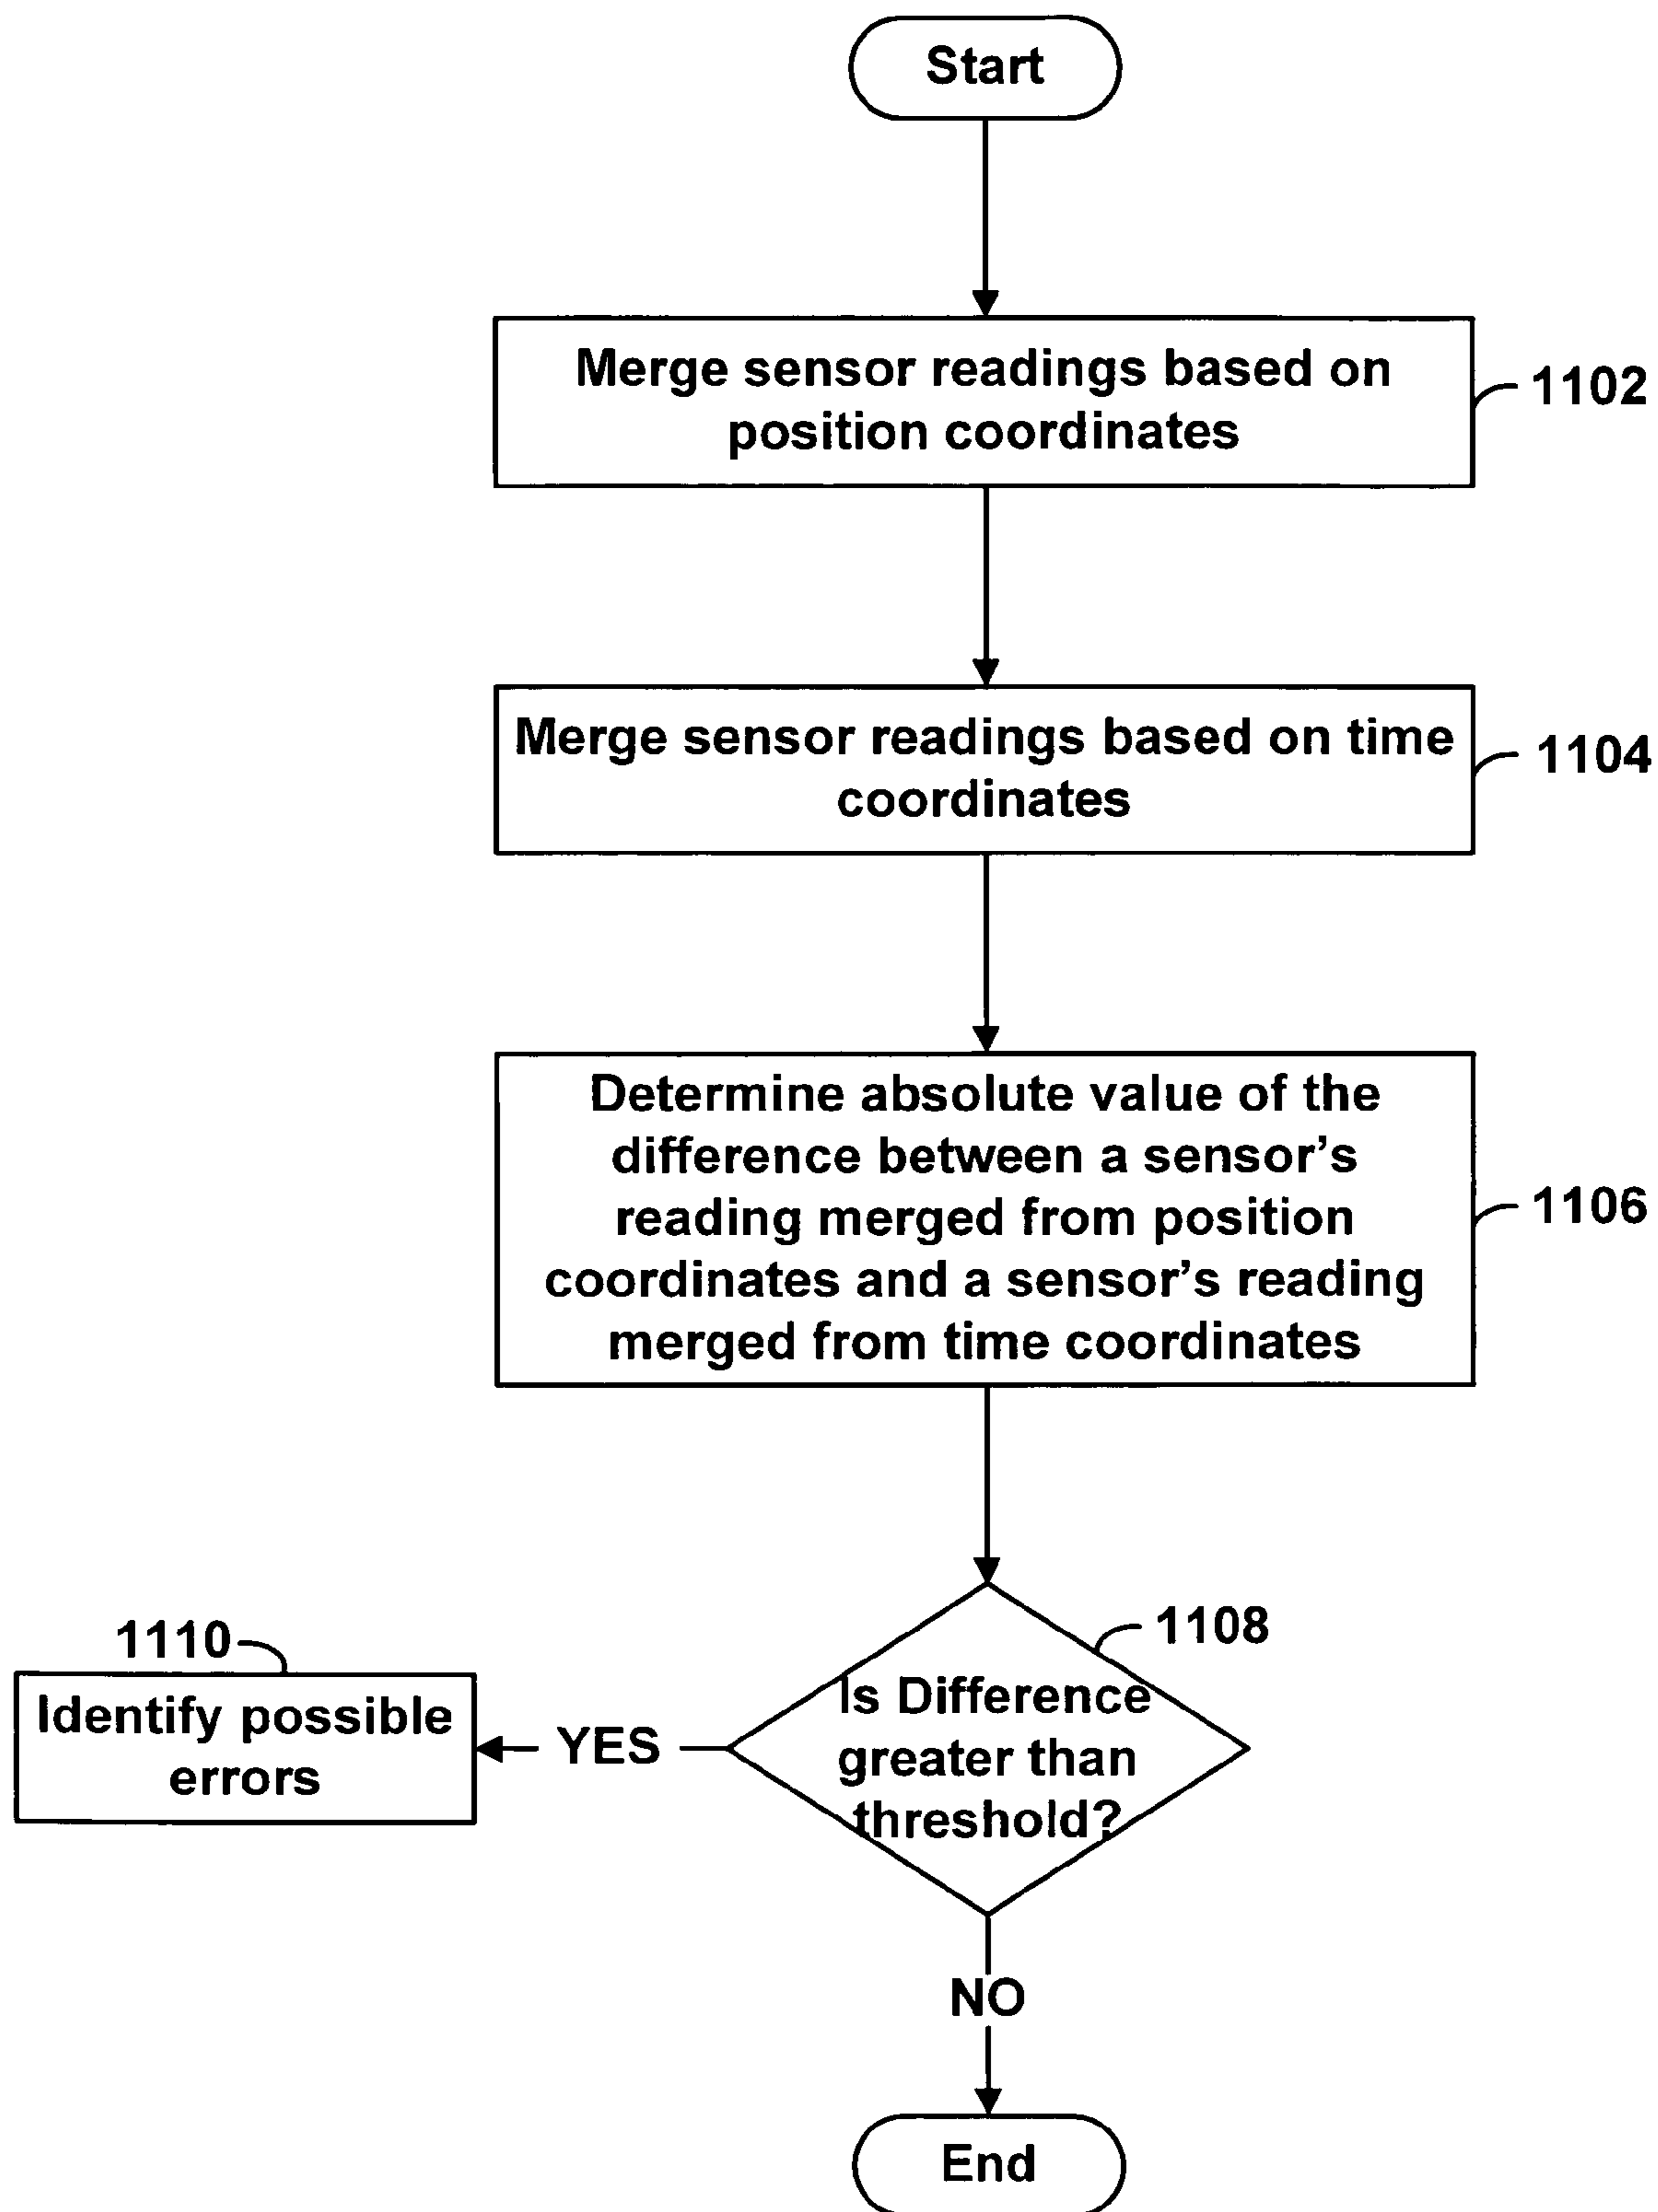 Start
Merge sensor readings based on
position coordinates
1102
Merge sensor readings based on time
coordinates
1104
Determine absolute value of the
difference between a sensor's
reading merged from position
coordinates and a sensor's reading
merged from time coordinates
1106
1108
Is Difference
greater than
threshold?
YES
1110
Identify possible
errors
NO
End